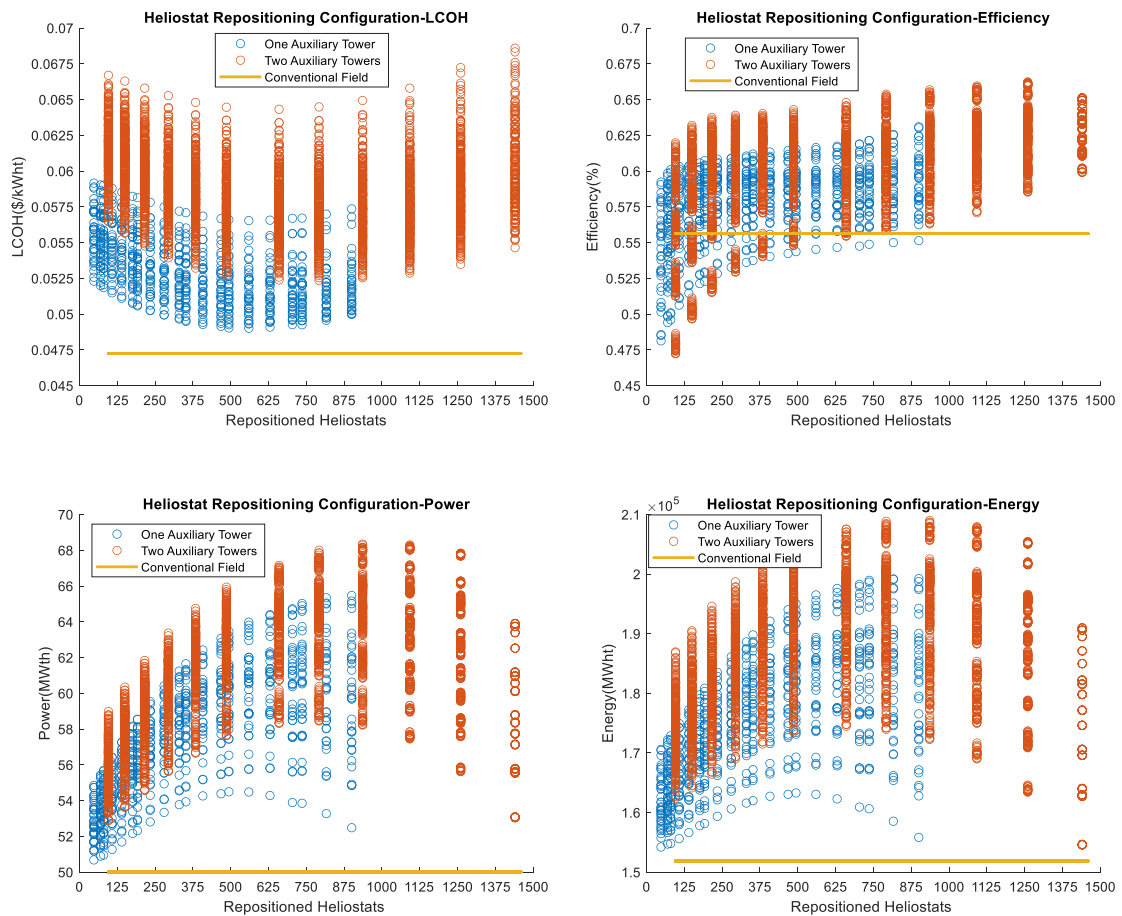 Heliostat Repositioning Configuration-LCOH
0.07
0.0675
0.065
0.0625
0.06
0.0575
0.055
0.0525
0.05
0.0475
0.045
LCOH($/kWht)
One Auxiliary Tower
Two Auxiliary Towers
Conventional Field
0 125 250 375 500 625 750 875 1000 1125 1250 1375 1500
Repositioned Heliostats
Heliostat Repositioning Configuration-Efficiency
0.7
0.675
0.65
0.625
0.6
0.575
0.55
0.525
0.5
0.475
0.45
Efficiency(%)
One Auxiliary Tower
Two Auxiliary Towers
Conventional Field
0 125 250 375 500 625 750 875 1000 1125 1250 1375 1500
Repositioned Heliostats
Heliostat Repositioning Configuration-Power
70
68
66
64
62
60
58
56
54
52
50
Power(MWth)
One Auxiliary Tower
Two Auxiliary Towers
Conventional Field
0 125 250 375 500 625 750 875 1000 1125 1250 1375 1500
Repositioned Heliostats
Heliostat Repositioning Configuration-Energy
×10⁵
2.1
2
1.9
1.8
1.7
1.6
1.5
Energy(MWht)
One Auxiliary Tower
Two Auxiliary Towers
Conventional Field
0 125 250 375 500 625 750 875 1000 1125 1250 1375 1500
Repositioned Heliostats